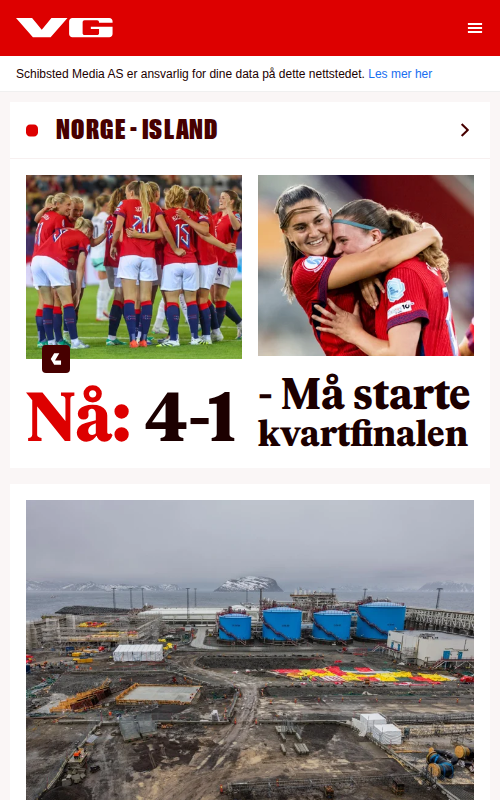 VG
Schibsted Media AS er ansvarlig for dine data på dette nettstedet. Les mer her
NORGE - ISLAND
Nå: 4-1
- Må starte
kvartfinalen